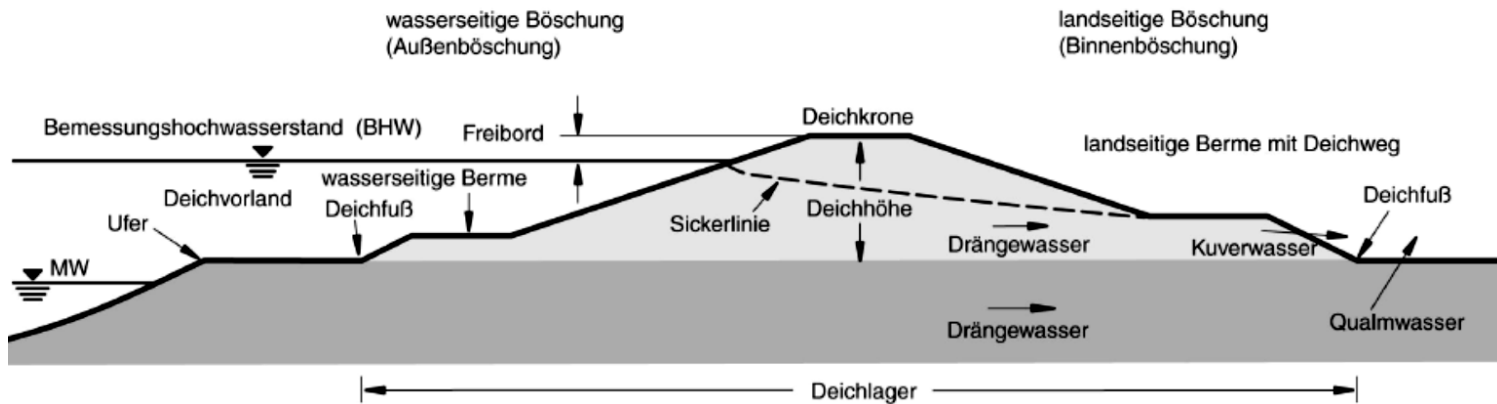 wasserseitige Böschung
(Außenböschung)
landseitige Böschung
(Binnenböschung)
Bemessungshochwasserstand (BHW)
Freibord
Deichkrone
landseitige Berme mit Deichweg
wasserseitige Berme
Deichvorland
Deichfuß
Deichfuß
Ufer
Sickerlinie
Deichhöhe
Drängewasser
Kuverwasser
MW
Drängewasser
Qualmwasser
Deichlager